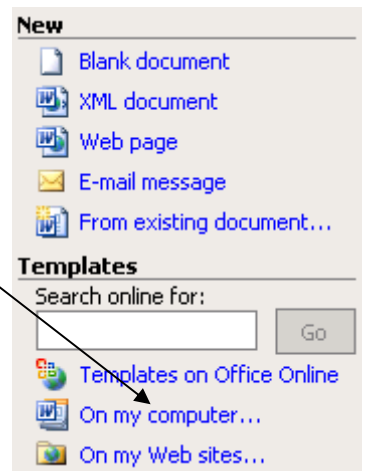 New
Blank document
XML document
Web page
E-mail message
From existing document...
Templates
Search online for:
Go
Templates on Office Online
On my computer...
On my Web sites...